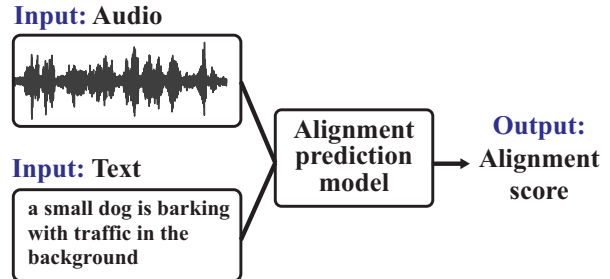 Input: Audio
Input: Text
a small dog is barking
with traffic in the
background
Alignment
prediction
model
Output:
Alignment
score